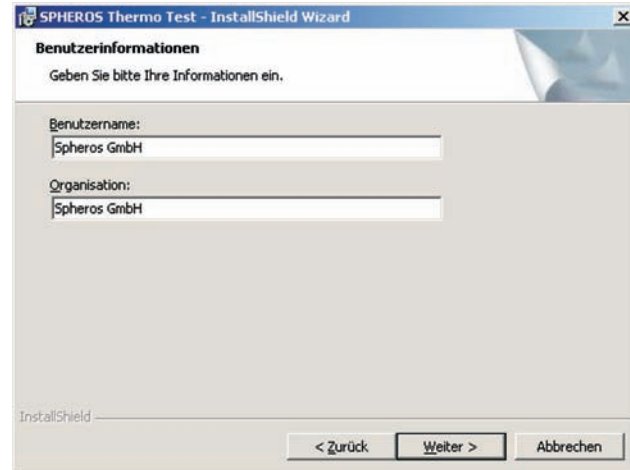 SPHEROS Thermo Test - InstallShield Wizard
Benutzerinformationen
Geben Sie bitte Ihre Informationen ein.
Benutzername:
Spheros GmbH
Organisation:
Spheros GmbH
InstallShield
< Zurück Weiter > Abbrechen